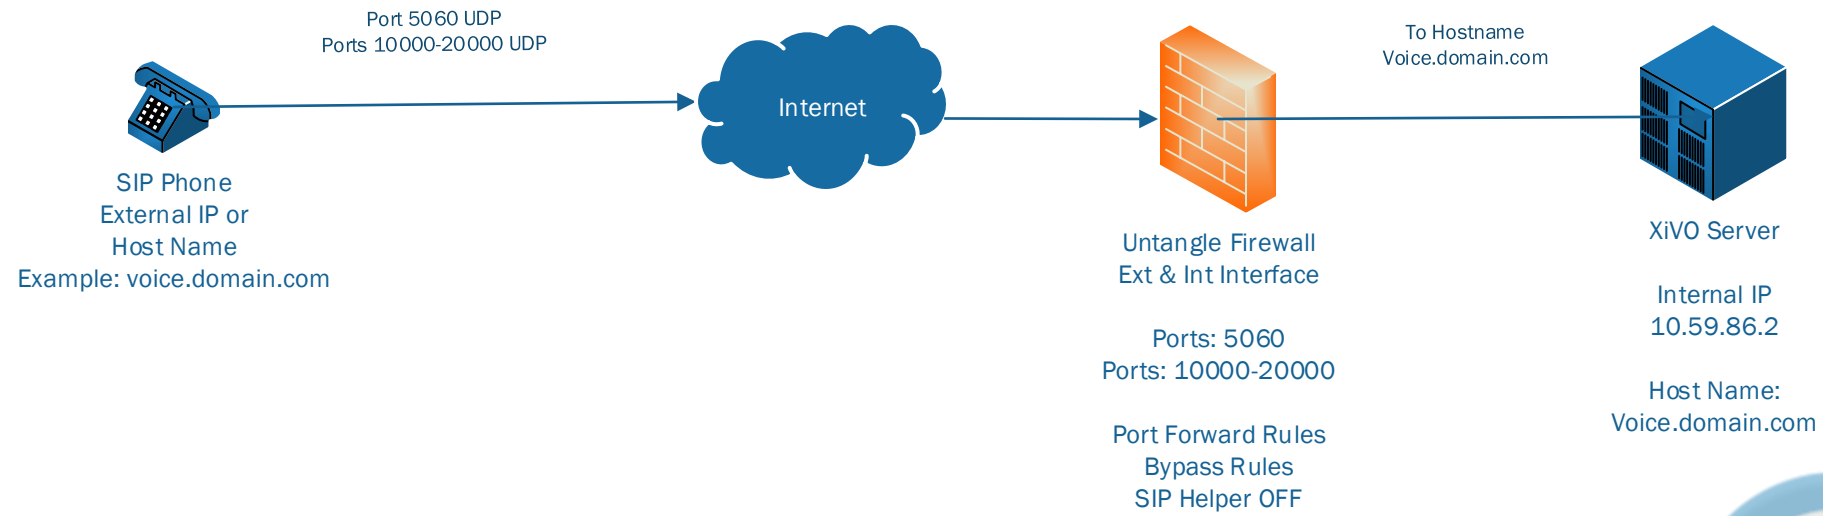 Port 5060 UDP
Ports 10000-20000 UDP
To Hostname
Voice.domain.com
Internet
SIP Phone
External IP or
Host Name
Example: voice.domain.com
Untangle Firewall
Ext & Int Interface
Ports: 5060
Ports: 10000-20000
Port Forward Rules
Bypass Rules
SIP Helper OFF
XiVO Server
Internal IP
10.59.86.2
Host Name:
Voice.domain.com